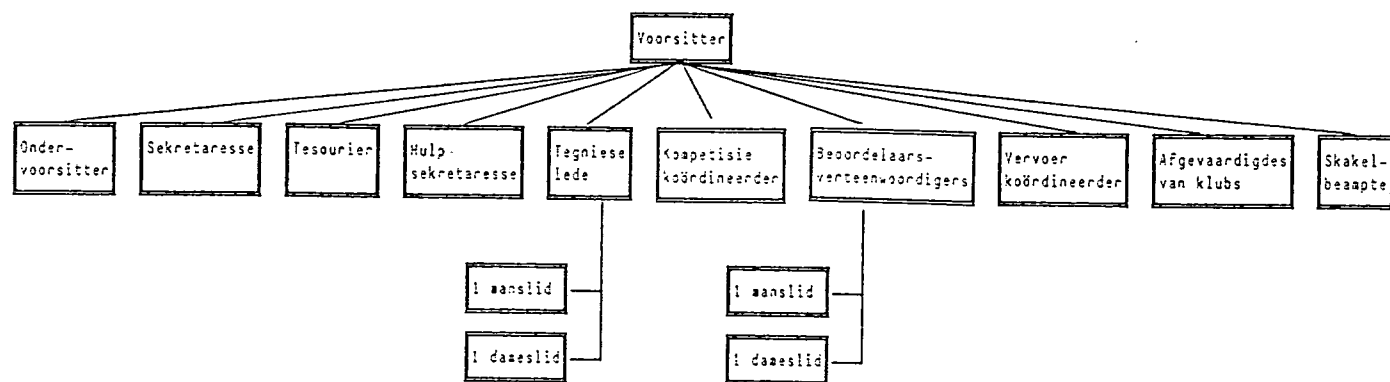 Voorsitter
Onder-
voorsitter
Sekretaresse
Tesourier
Hulp-
sekretaresse
Tegniese
lede
Kompetisie
koördineerder
Beoordelaars-
verteenwoordigers
Vervoer
koördineerder
Afgevaardigdes
van klubs
Skakel-
beampte
1 manslid
1 dameslid
1 manslid
1 dameslid